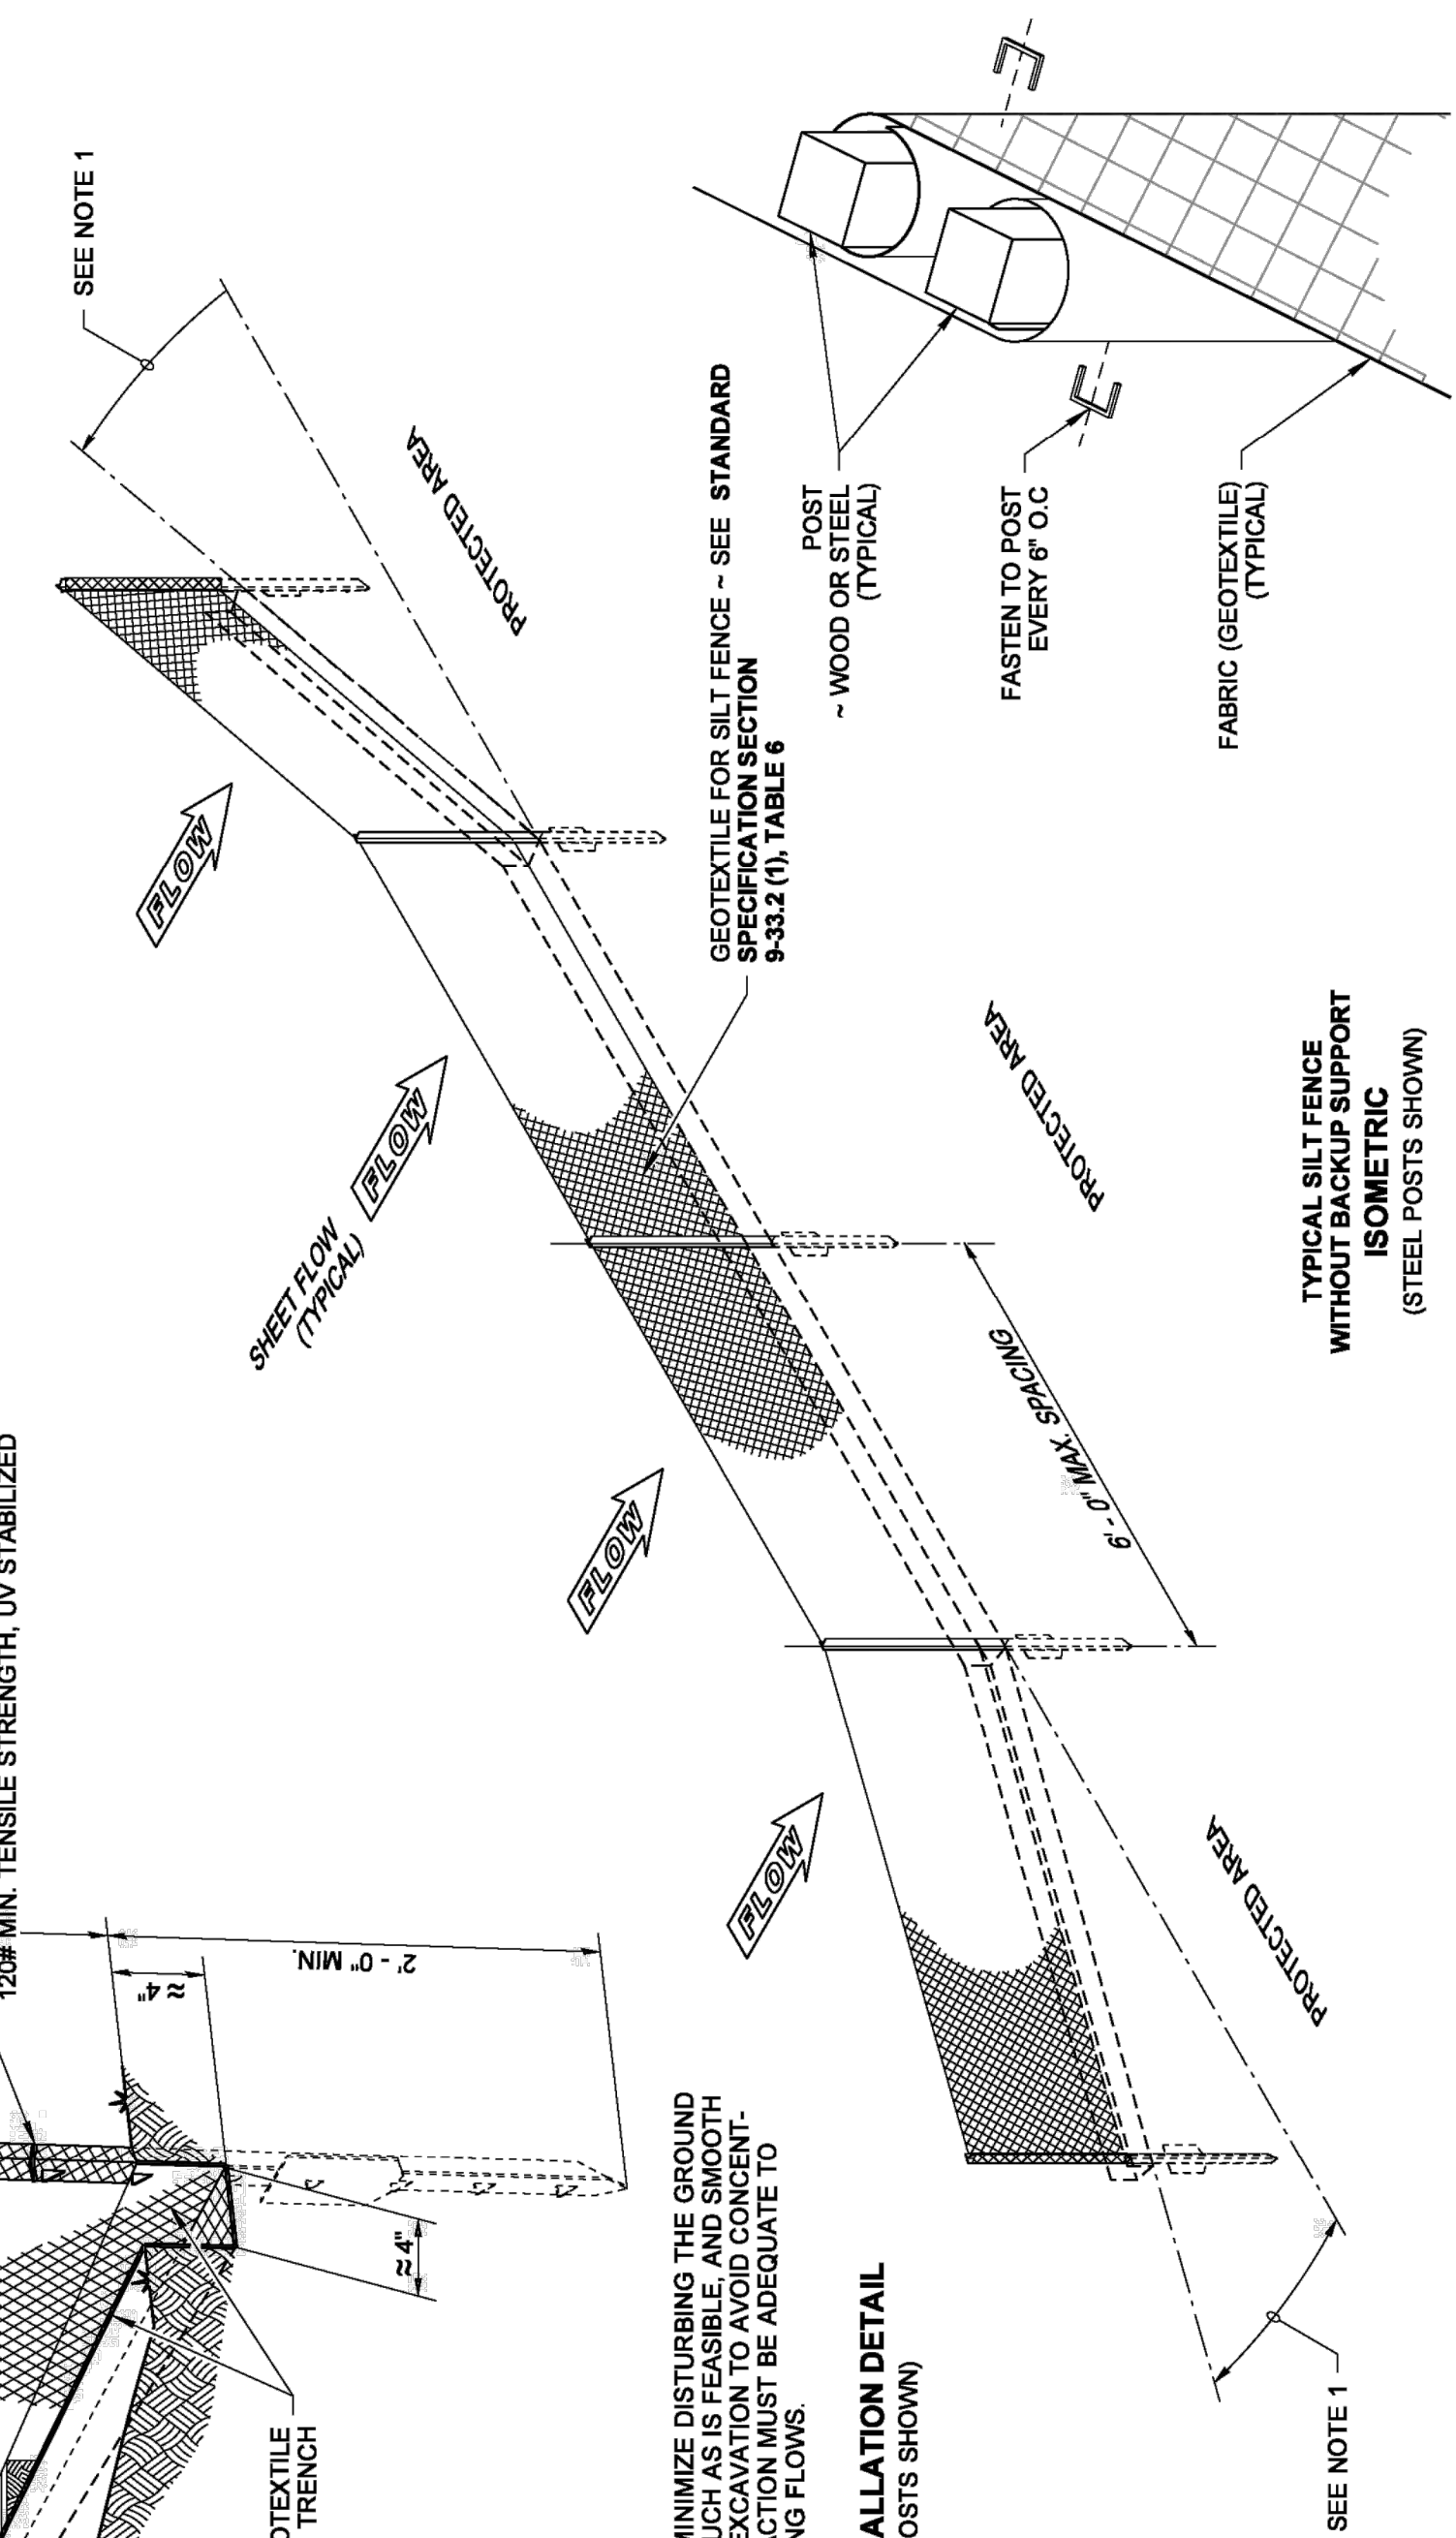 120# MIN. TENSILE STRENGTH, UV STABILIZED
≈ 4"
2' - 0" MIN.
≈ 4"
OTEXTILE
TRENCH
MINIMIZE DISTURBING THE GROUND
UCH AS IS FEASIBLE, AND SMOOTH
EXCAVATION TO AVOID CONCENT-
ACTION MUST BE ADEQUATE TO
NG FLOWS.
ALLATION DETAIL
OSTS SHOWN)
SEE NOTE 1
SHEET FLOW
(TYPICAL)
FLOW
FLOW
FLOW
FLOW
PROTECTED AREA
PROTECTED AREA
PROTECTED AREA
GEOTEXTILE FOR SILT FENCE ~ SEE STANDARD
SPECIFICATION SECTION
9-33.2 (1), TABLE 6
6' - 0" MAX. SPACING
SEE NOTE 1
TYPICAL SILT FENCE
WITHOUT BACKUP SUPPORT
ISOMETRIC
(STEEL POSTS SHOWN)
POST
~ WOOD OR STEEL
(TYPICAL)
FASTEN TO POST
EVERY 6" O.C
FABRIC (GEOTEXTILE)
(TYPICAL)